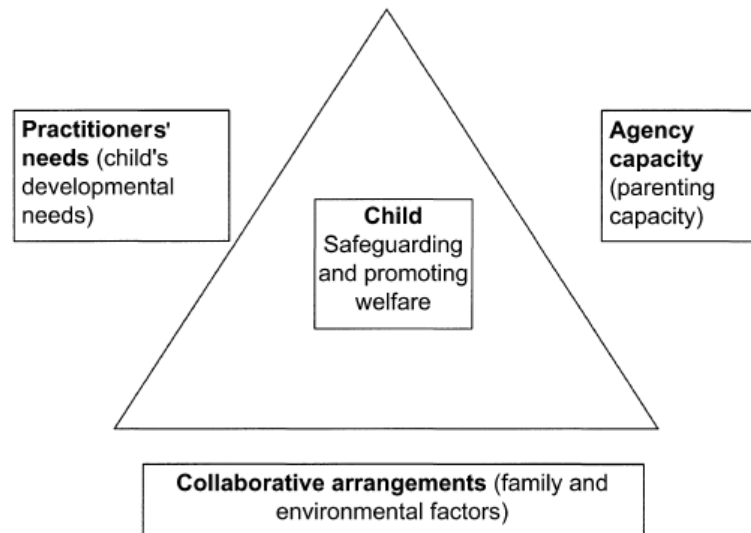 Practitioners'
needs (child's
developmental
needs)
Agency
capacity
(parenting
capacity)
Child
Safeguarding
and promoting
welfare
Collaborative arrangements (family and
environmental factors)